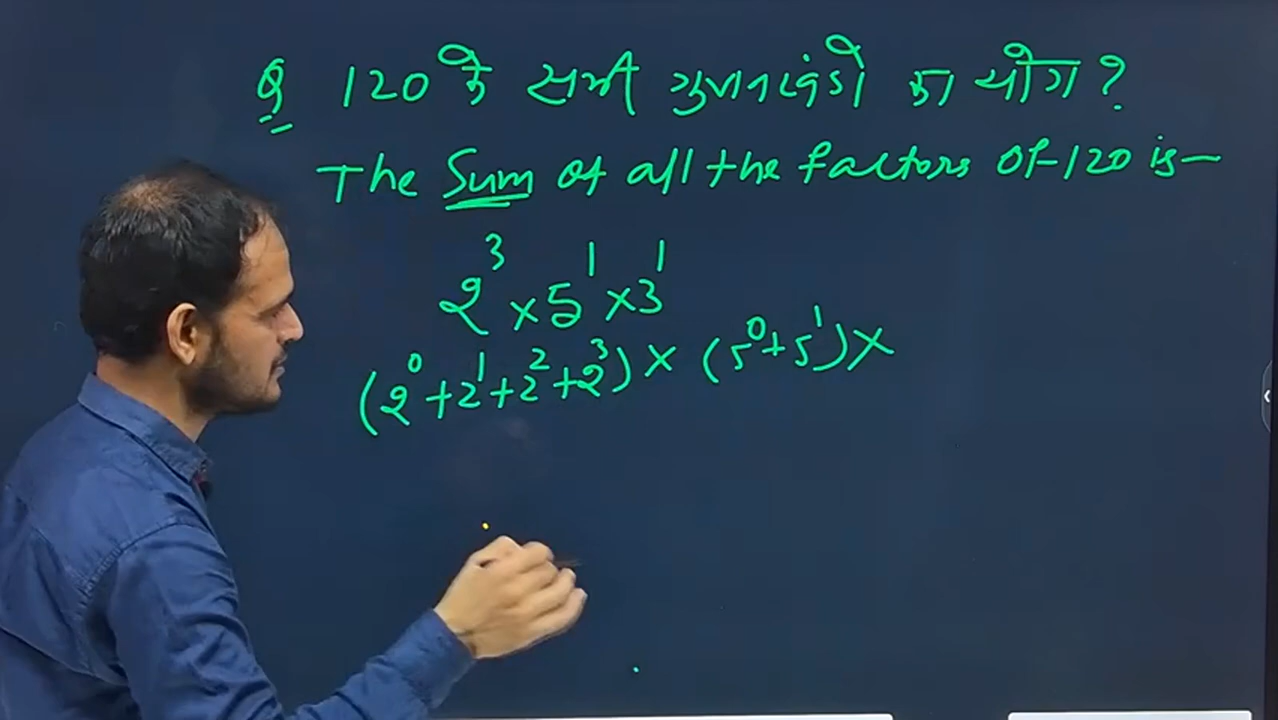 Q 120 के सभी गुणनखंडो का योग ?
The Sum of all the factors of 120 is—
2³ × 5¹ × 3¹
(2⁰+2¹+2²+2³) × (5⁰+5¹) ×